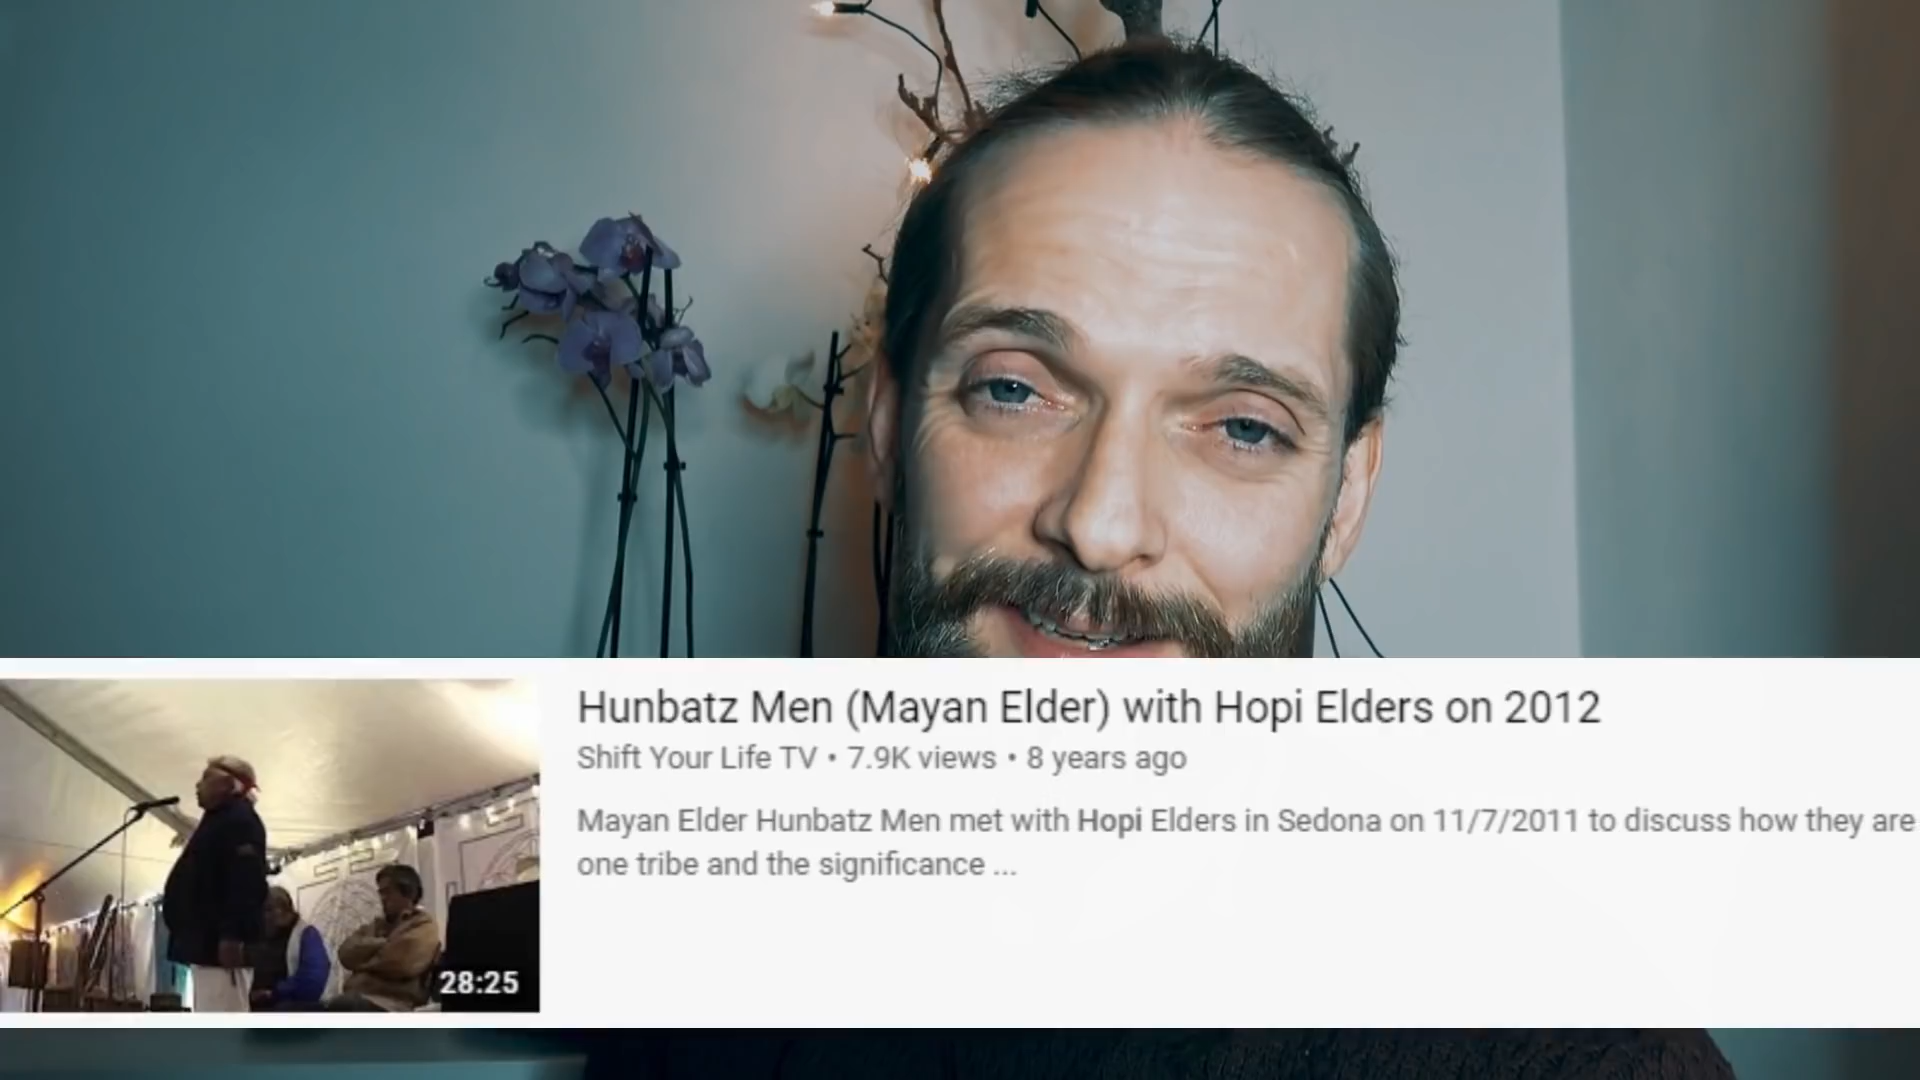 Hunbatz Men (Mayan Elder) with Hopi Elders on 2012
Shift Your Life TV • 7.9K views • 8 years ago
Mayan Elder Hunbatz Men met with Hopi Elders in Sedona on 11/7/2011 to discuss how they are
one tribe and the significance ...
28:25